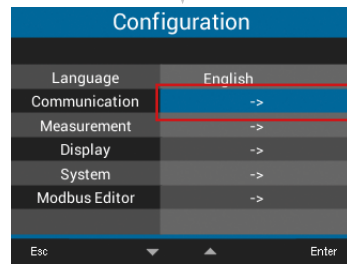 Configuration
Language English
Communication ->
Measurement ->
Display ->
System ->
Modbus Editor ->
Esc Enter